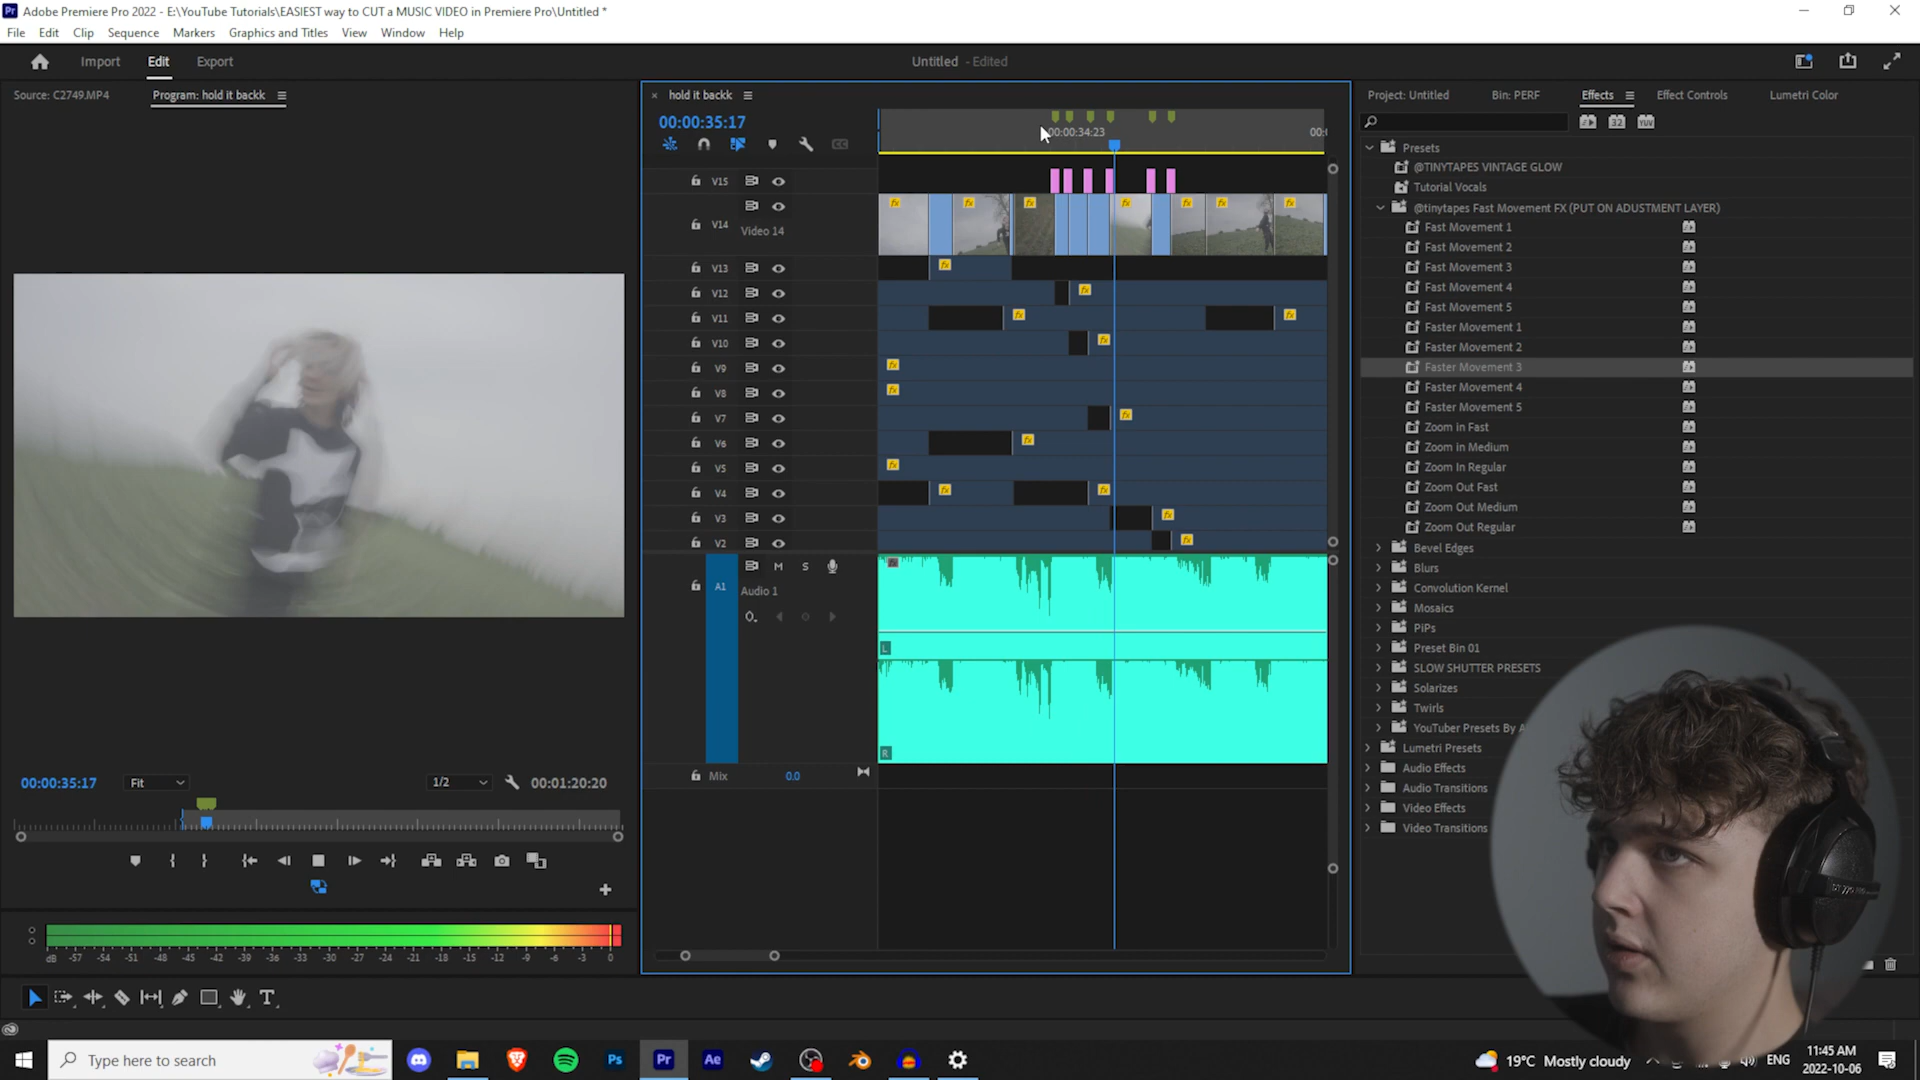 Pr Adobe Premiere Pro 2022 - E:\YouTube Tutorials\EASIEST way to CUT a MUSIC VIDEO in Premiere Pro\Untitled *
File Edit Clip Sequence Markers Graphics and Titles View Window Help
Import Edit Export
Untitled - Edited
Source: C2749.MP4
Program: hold it backk
hold it backk
00:00:35:17
00:00:34:23
V15
V14
Video 14
V13
V12
V11
V10
V9
V8
V7
V6
V5
V4
V3
V2
A1
M S
Audio 1
L
R
Mix 0.0
00:00:35:17
Fit
1/2
00:01:20:20
dB -57 -54 -51 -48 -45 -42 -39 -36 -33 -30 -27 -24 -21 -18 -15 -12 -9 -6 -3 0
Project: Untitled
Bin: PERF
Effects
Effect Controls
Lumetri Color
32 YUV
Presets
@TINYTAPES VINTAGE GLOW
Tutorial Vocals
@tinytapes Fast Movement FX (PUT ON ADUSTMENT LAYER)
Fast Movement 1
Fast Movement 2
Fast Movement 3
Fast Movement 4
Fast Movement 5
Faster Movement 1
Faster Movement 2
Faster Movement 3
Faster Movement 4
Faster Movement 5
Zoom in Fast
Zoom in Medium
Zoom In Regular
Zoom Out Fast
Zoom Out Medium
Zoom Out Regular
Bevel Edges
Blurs
Convolution Kernel
Mosaics
PiPs
Preset Bin 01
SLOW SHUTTER PRESETS
Solarizes
Twirls
YouTuber Presets By
Lumetri Presets
Audio Effects
Audio Transitions
Video Effects
Video Transitions
Type here to search
Ps
Pr
Ae
19°C Mostly cloudy
ENG
11:45 AM
2022-10-06